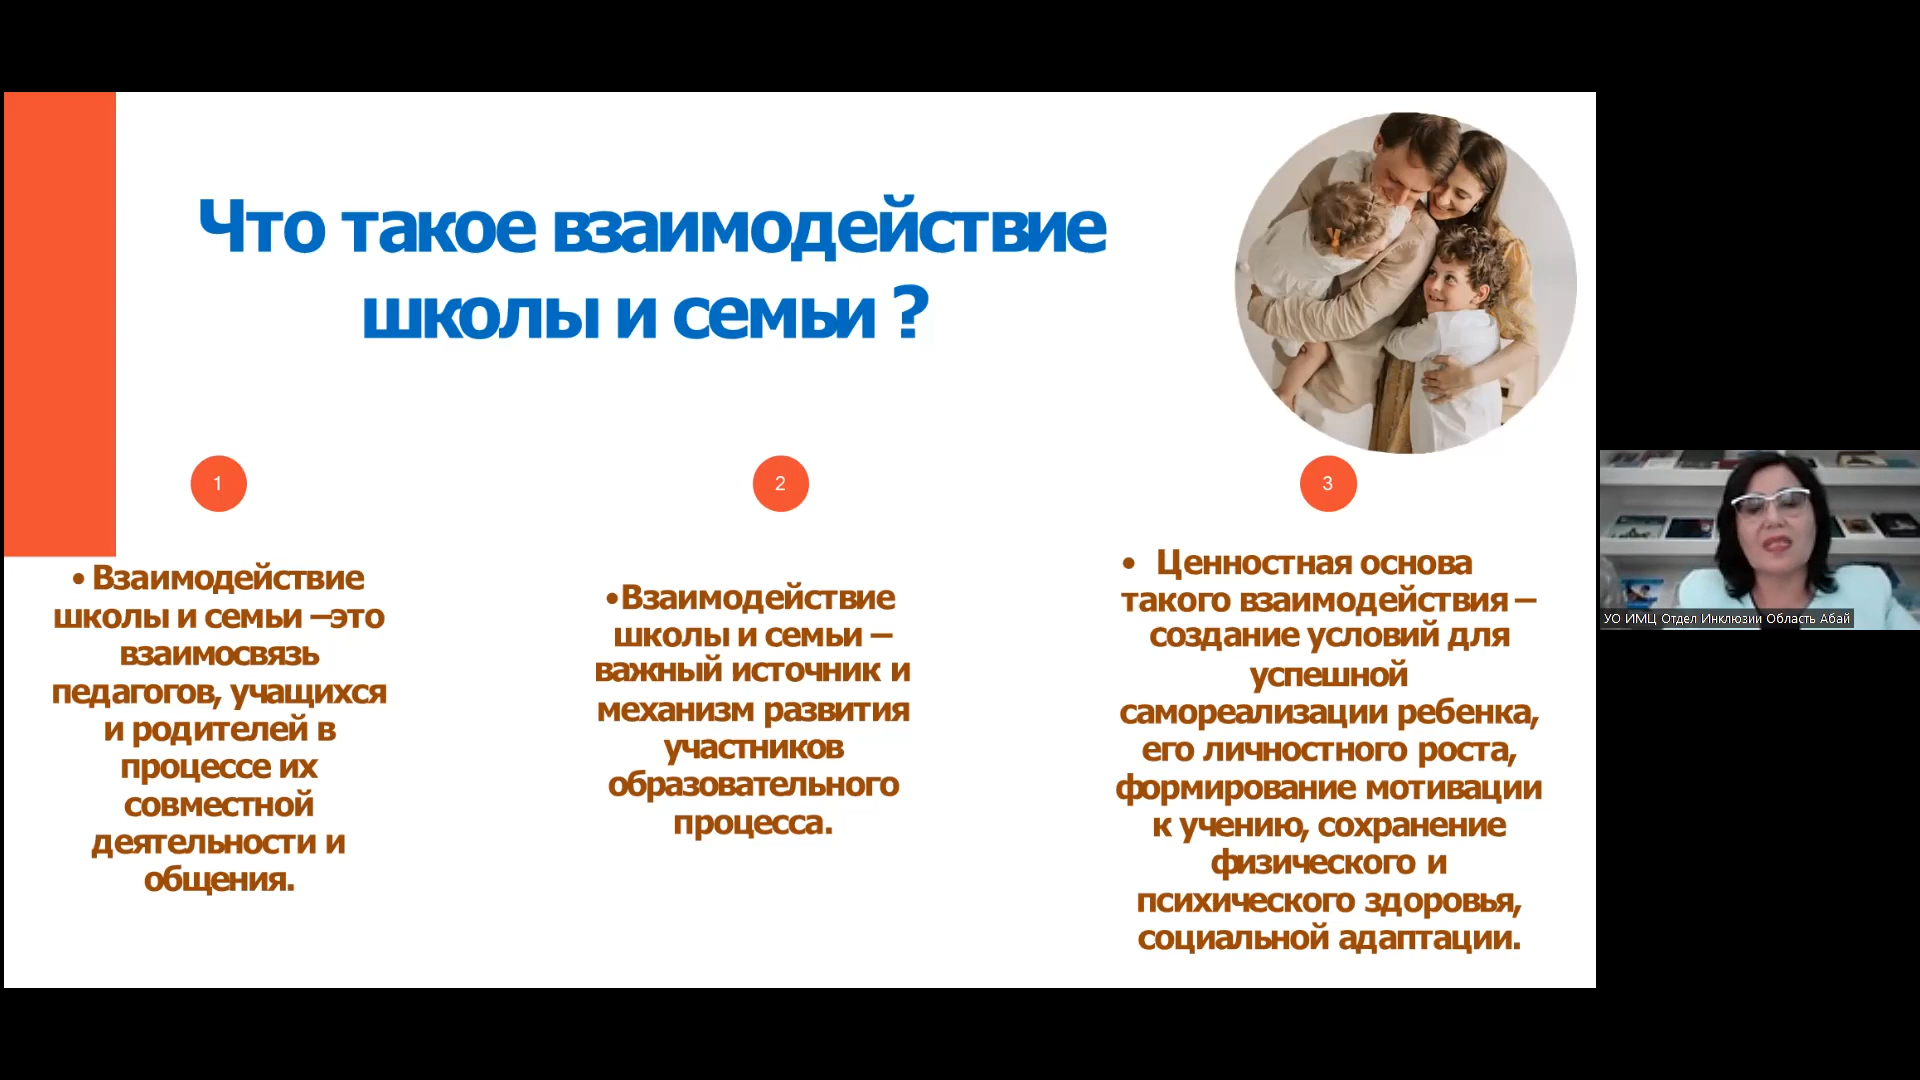 Что такое взаимодействие
школы и семьи ?
1
• Взаимодействие
школы и семьи –это
взаимосвязь
педагогов, учащихся
и родителей в
процессе их
совместной
деятельности и
общения.
2
•Взаимодействие
школы и семьи –
важный источник и
механизм развития
участников
образовательного
процесса.
3
• Ценностная основа
такого взаимодействия –
создание условий для
успешной
самореализации ребенка,
его личностного роста,
формирование мотивации
к учению, сохранение
физического и
психического здоровья,
социальной адаптации.
УО ИМЦ Отдел Инклюзии Область Абай